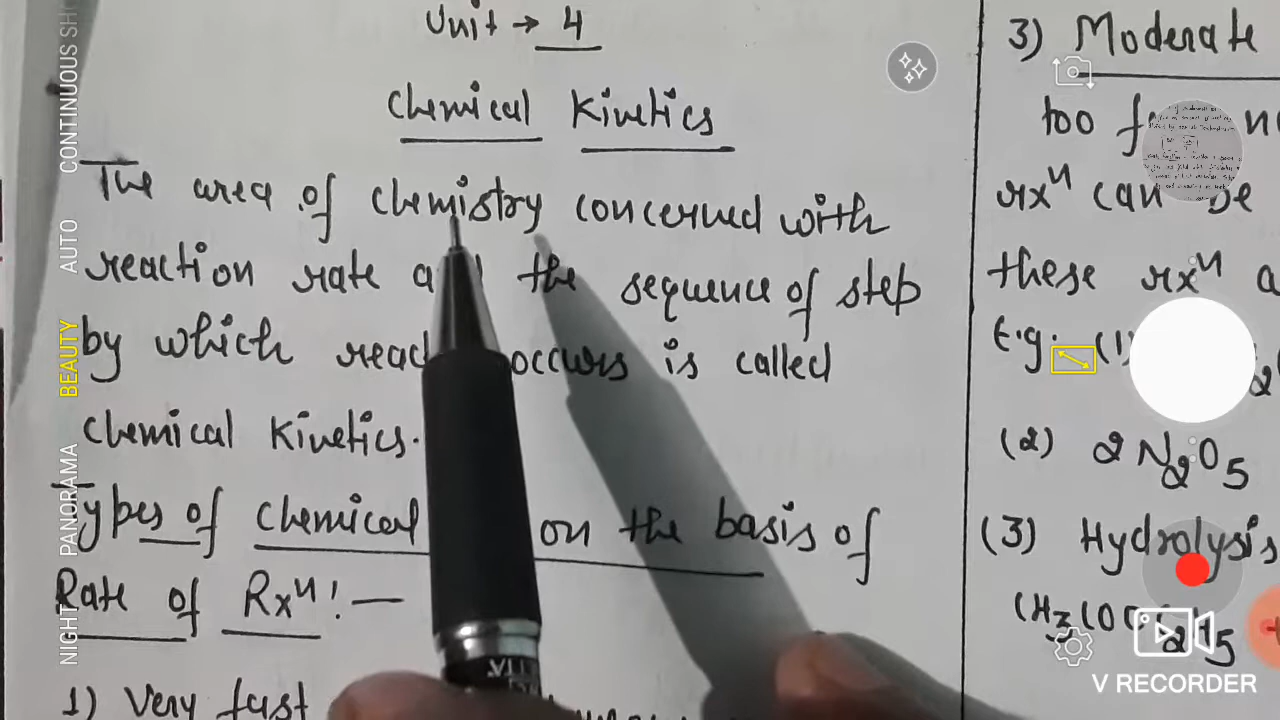 Unit → 4
Chemical Kinetics
The area of chemistry concerned with
reaction rate the sequence of step
by which occurs is called
Chemical Kinetics.
Types of chemical on the basis of
Rate of Rxⁿ! —
1) Very fast
3) Moderate
too
rxⁿ can be
these rxⁿ
E.g. (1)
(2) 2N2O5
(3) Hydrolysis
NIGHT PANORAMA BEAUTY AUTO CONTINUOUS SH
V RECORDER